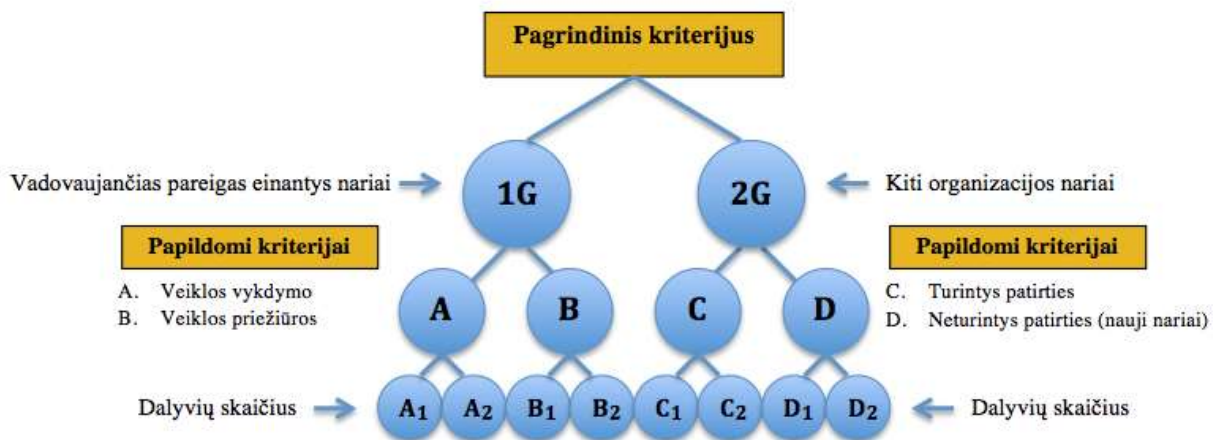 Pagrindinis kriterijus
Vadovaujančias pareigas einantys nariai
1G
2G
Kiti organizacijos nariai
Papildomi kriterijai
A. Veiklos vykdymo
B. Veiklos priežiūros
Papildomi kriterijai
C. Turintys patirties
D. Neturintys patirties (nauji nariai)
A
B
C
D
Dalyvių skaičius
A1
A2
B1
B2
C1
C2
D1
D2
Dalyvių skaičius